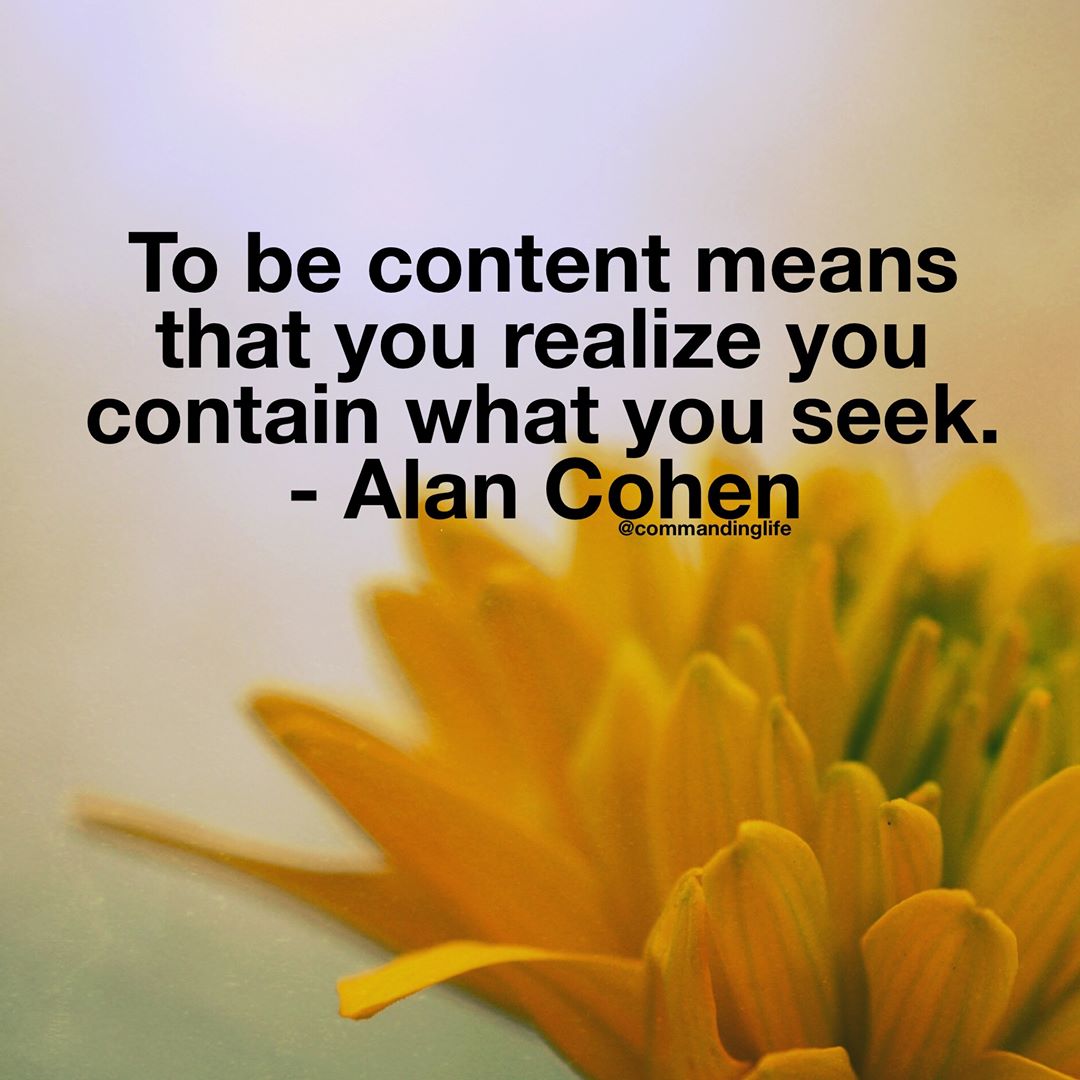 To be content means
that you realize you
contain what you seek.
- Alan Cohen
@commandinglife